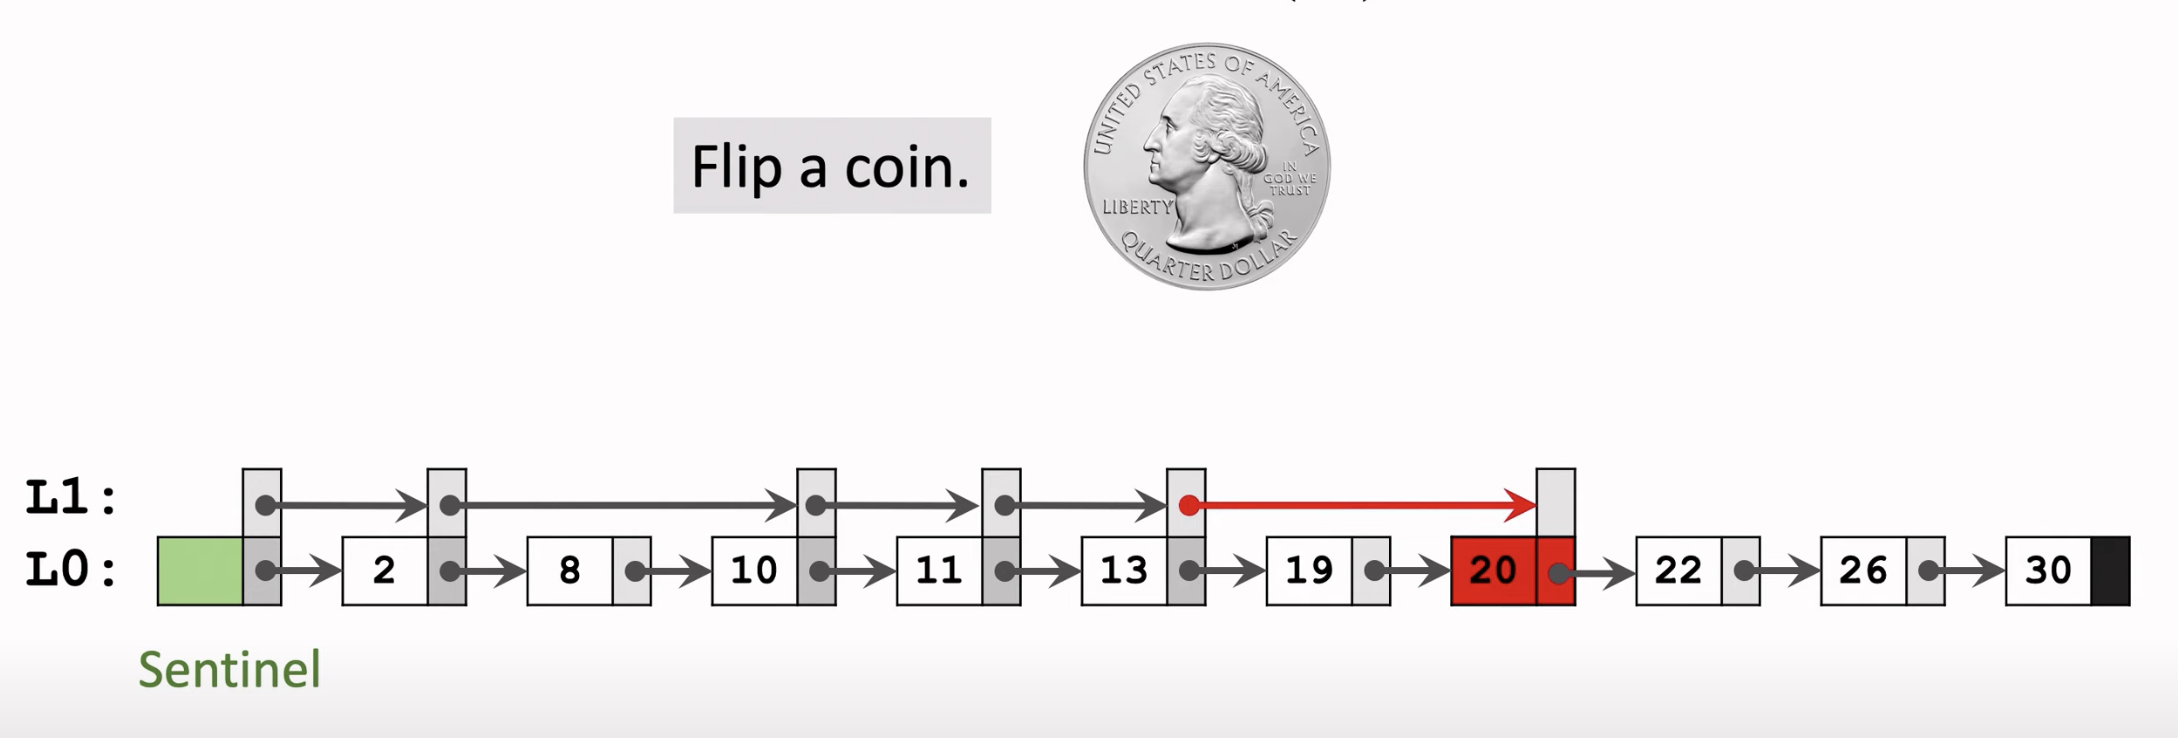 Flip a coin.
UNITED STATES OF AMERICA
IN
GOD WE
TRUST
LIBERTY
QUARTER DOLLAR
L1:
L0: 2 8 10 11 13 19 20 22 26 30
Sentinel